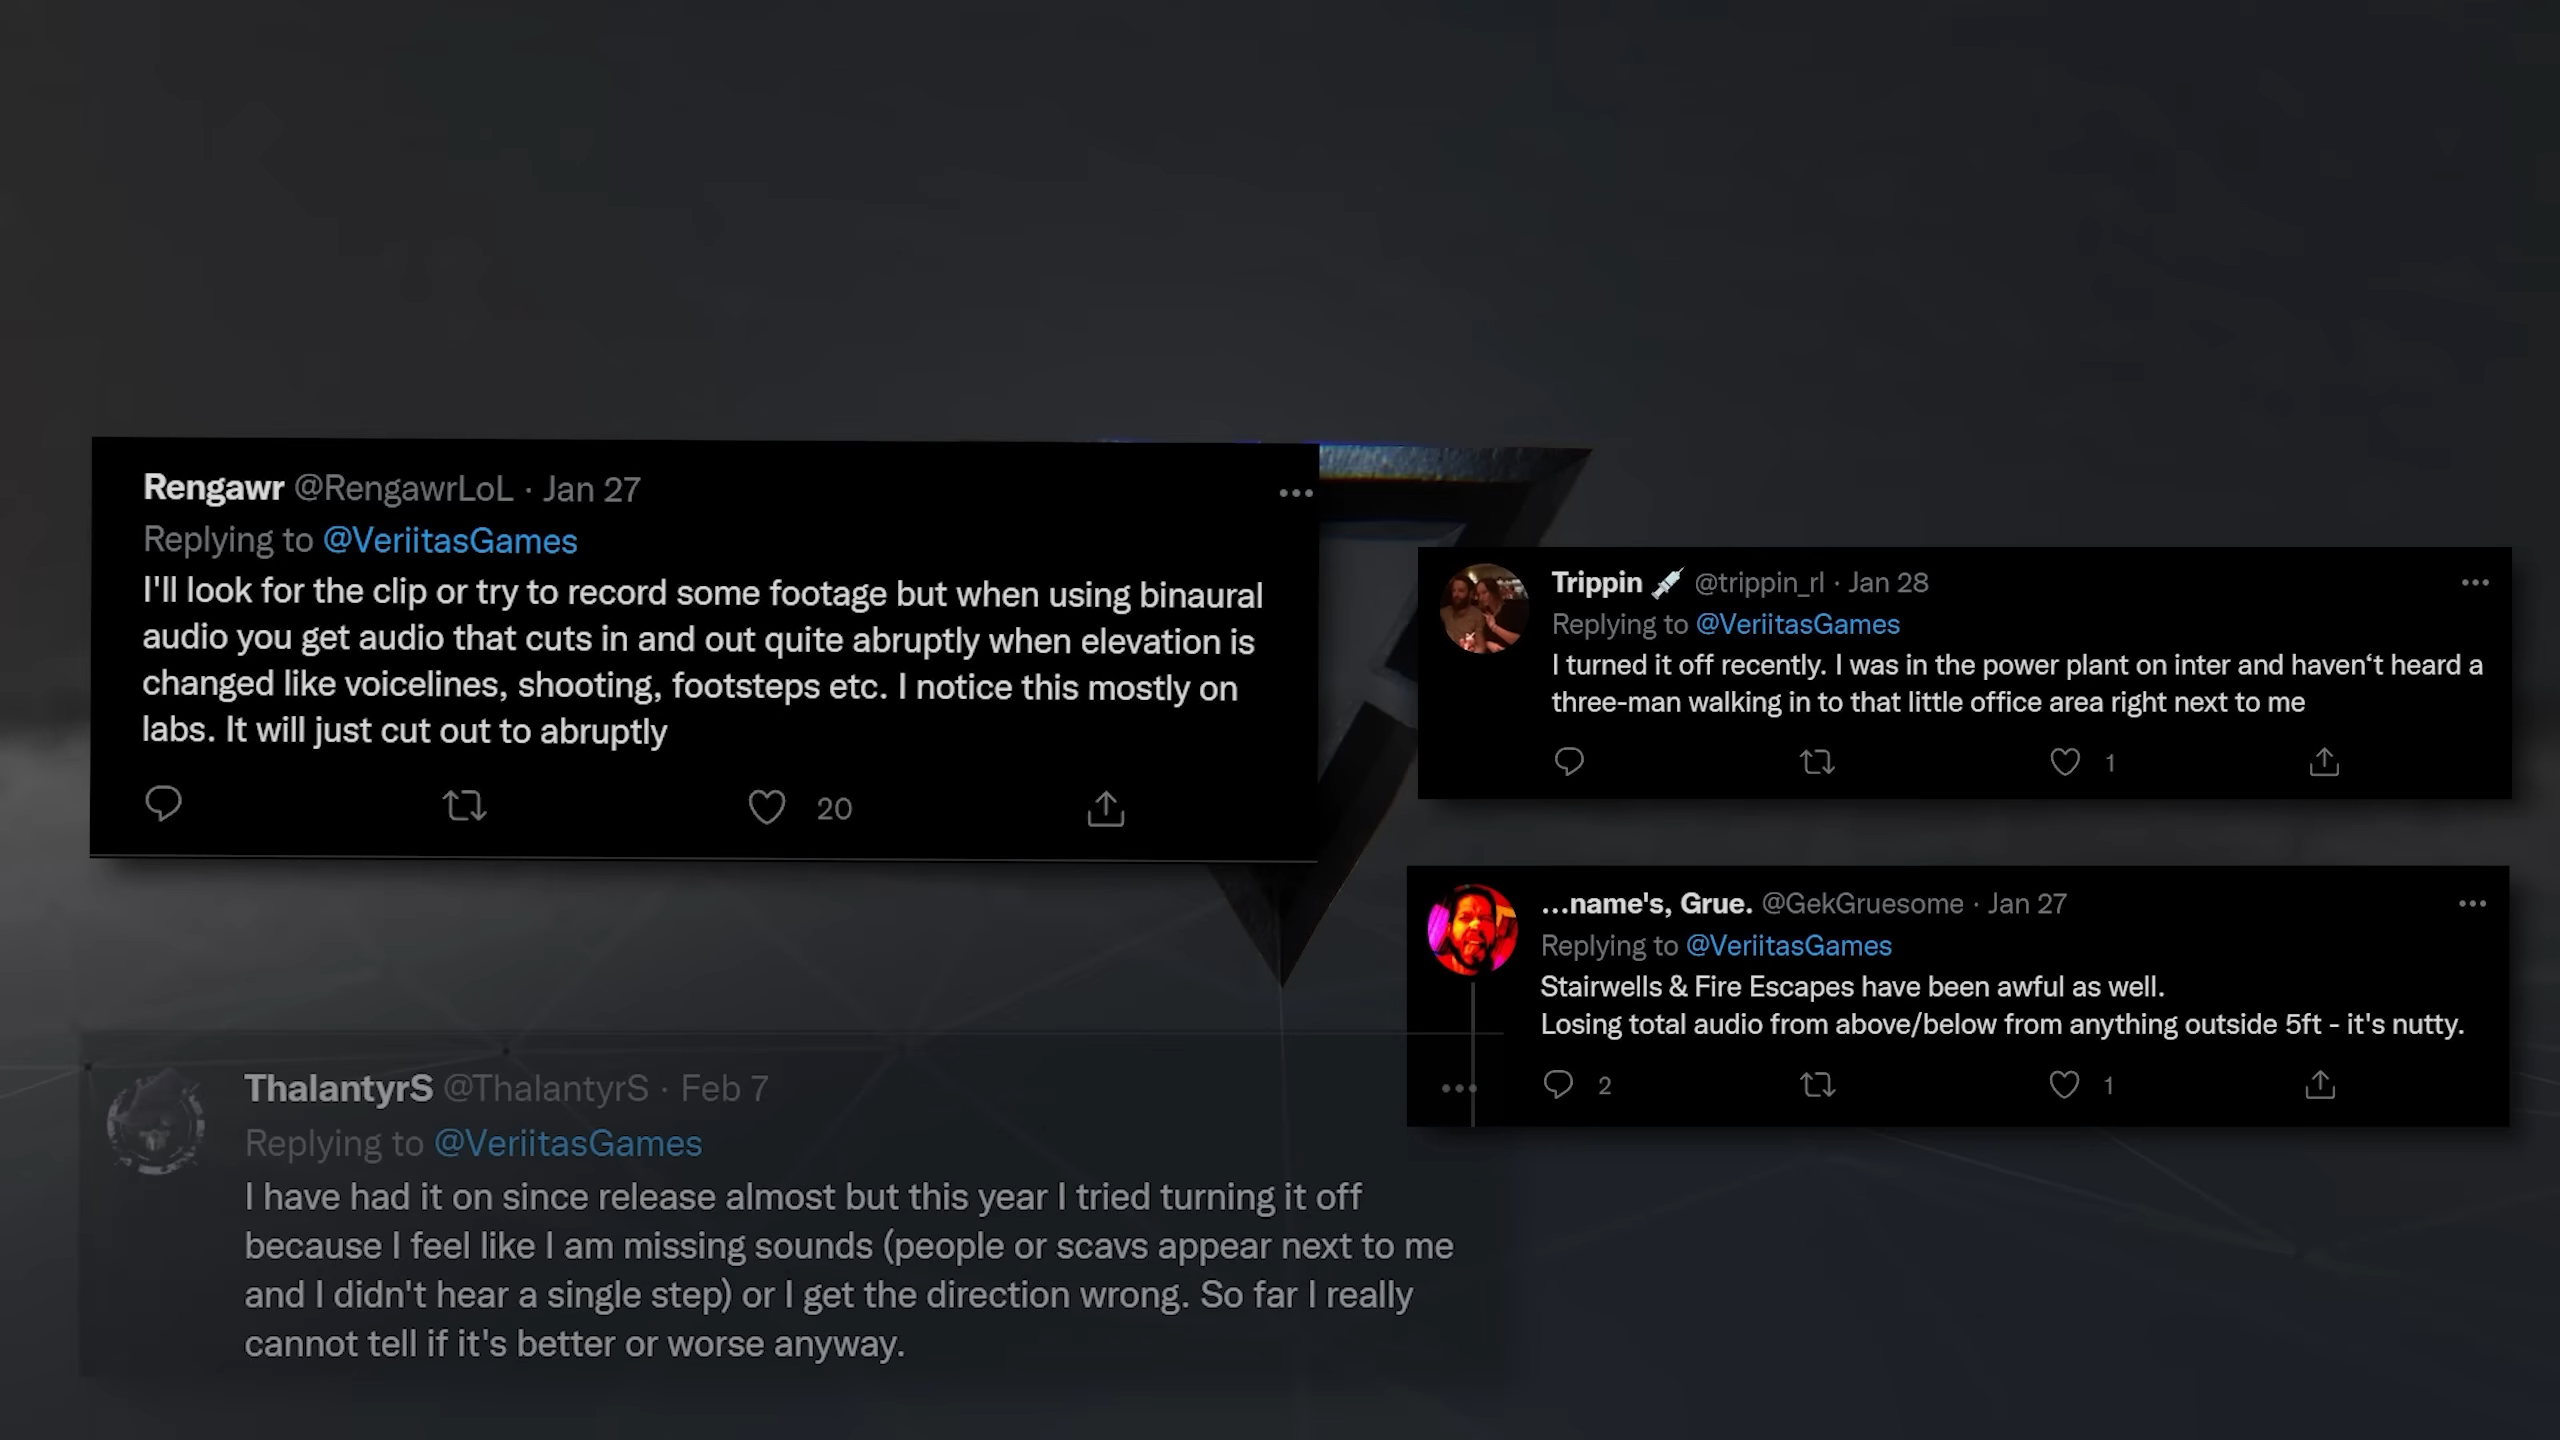 Rengawr @RengawrLoL · Jan 27
Replying to @VeriitasGames
I'll look for the clip or try to record some footage but when using binaural
audio you get audio that cuts in and out quite abruptly when elevation is
changed like voicelines, shooting, footsteps etc. I notice this mostly on
labs. It will just cut out to abruptly
20
Trippin @trippin_rl · Jan 28
Replying to @VeriitasGames
I turned it off recently. I was in the power plant on inter and haven‘t heard a
three-man walking in to that little office area right next to me
1
...name's, Grue. @GekGruesome · Jan 27
Replying to @VeriitasGames
Stairwells & Fire Escapes have been awful as well.
Losing total audio from above/below from anything outside 5ft - it's nutty.
2 1
ThalantyrS @ThalantyrS · Feb 7
Replying to @VeriitasGames
I have had it on since release almost but this year I tried turning it off
because I feel like I am missing sounds (people or scavs appear next to me
and I didn't hear a single step) or I get the direction wrong. So far I really
cannot tell if it's better or worse anyway.